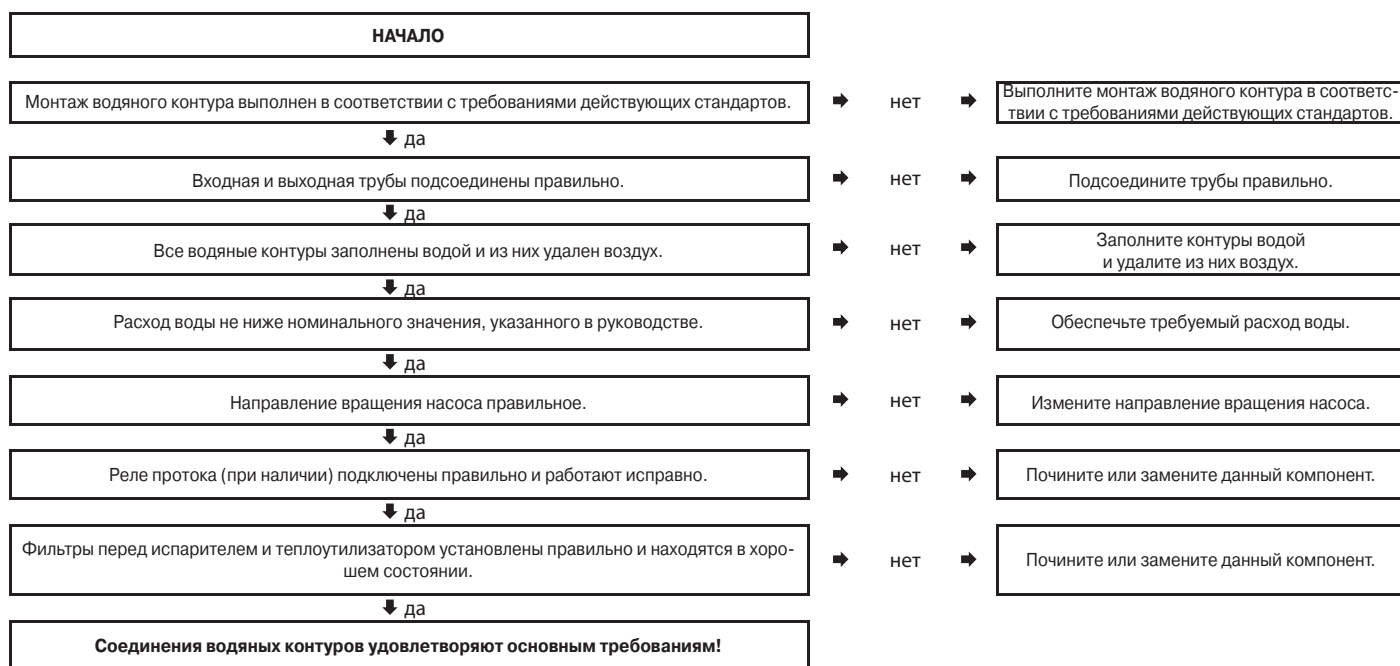 НАЧАЛО
Монтаж водяного контура выполнен в соответствии с требованиями действующих стандартов.
нет
Выполните монтаж водяного контура в соответс-
твии с требованиями действующих стандартов.
да
Входная и выходная трубы подсоединены правильно.
нет
Подсоедините трубы правильно.
да
Все водяные контуры заполнены водой и из них удален воздух.
нет
Заполните контуры водой
и удалите из них воздух.
да
Расход воды не ниже номинального значения, указанного в руководстве.
нет
Обеспечьте требуемый расход воды.
да
Направление вращения насоса правильное.
нет
Измените направление вращения насоса.
да
Реле протока (при наличии) подключены правильно и работают исправно.
нет
Почините или замените данный компонент.
да
Фильтры перед испарителем и теплоутилизатором установлены правильно и находятся в хоро-
шем состоянии.
нет
Почините или замените данный компонент.
да
Соединения водяных контуров удовлетворяют основным требованиям!